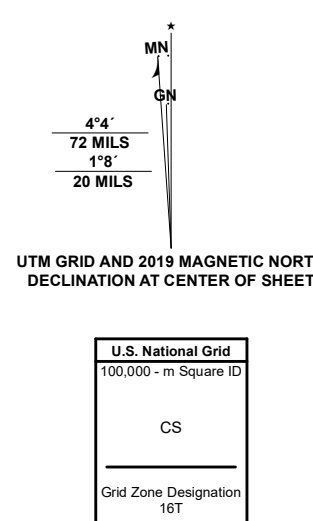 MN
GN
4°4´
72 MILS
1°8´
20 MILS
UTM GRID AND 2019 MAGNETIC NORT
DECLINATION AT CENTER OF SHEET
U.S. National Grid
100,000 - m Square ID
CS
Grid Zone Designation
16T